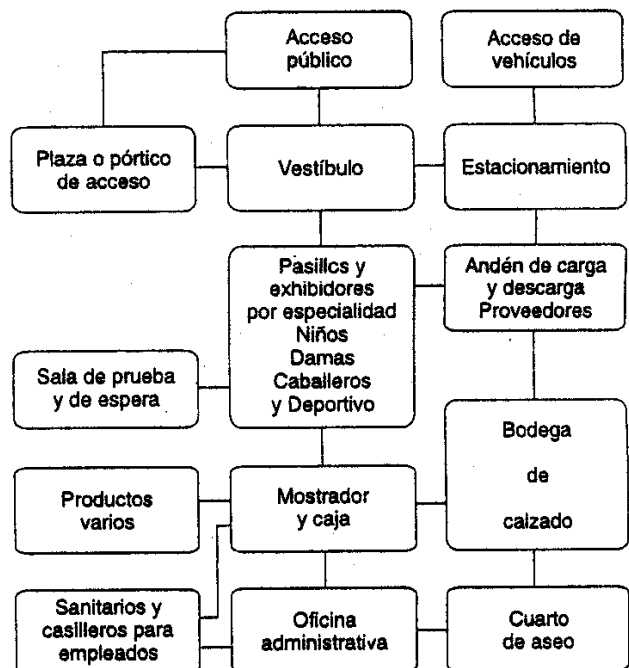 Acceso
público
Acceso de
vehículos
Plaza o pórtico
de acceso
Vestíbulo
Estacionamiento
Pasillos y
exhibidores
por especialidad
Niños
Damas
Caballeros
y Deportivo
Andén de carga
y descarga
Proveedores
Sala de prueba
y de espera
Bodega
de
calzado
Productos
varios
Mostrador
y caja
Sanitarios y
casilleros para
empleados
Oficina
administrativa
Cuarto
de aseo